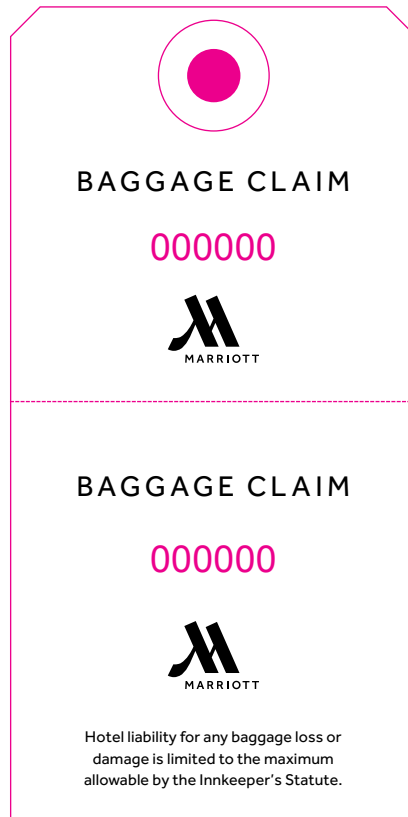 BAGGAGE CLAIM
000000
MARRIOTT
BAGGAGE CLAIM
000000
MARRIOTT
Hotel liability for any baggage loss or
damage is limited to the maximum
allowable by the Innkeeper's Statute.